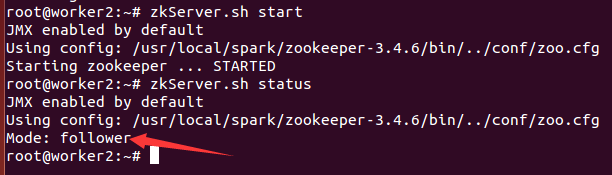 root@worker2:~# zkServer.sh start
JMX enabled by default
Using config: /usr/local/spark/zookeeper-3.4.6/bin/../conf/zoo.cfg
Starting zookeeper ... STARTED
root@worker2:~# zkServer.sh status
JMX enabled by default
Using config: /usr/local/spark/zookeeper-3.4.6/bin/../conf/zoo.cfg
Mode: follower
root@worker2:~#